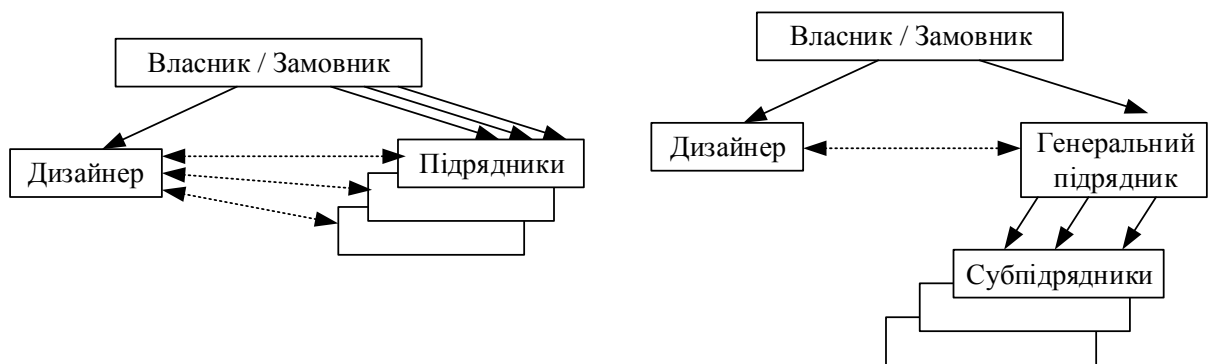 Власник / Замовник
Дизайнер
Підрядники
Власник / Замовник
Дизайнер
Генеральний
підрядник
Субпідрядники